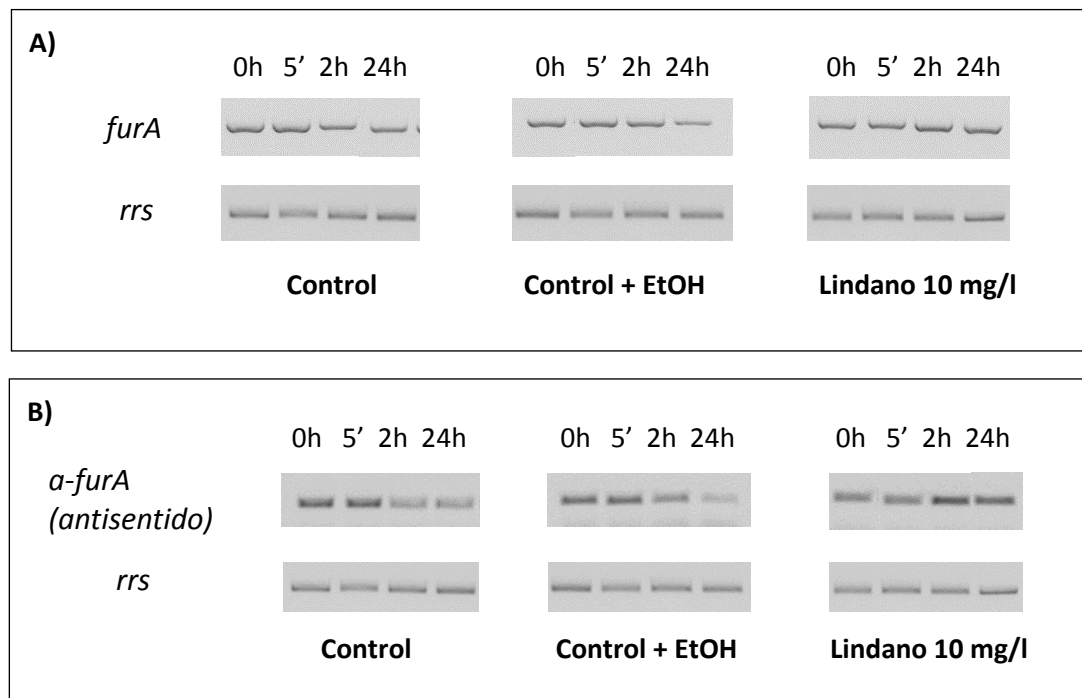 A)
0h 5’ 2h 24h 0h 5’ 2h 24h 0h 5’ 2h 24h
furA
rrs
Control Control + EtOH Lindano 10 mg/l
B)
0h 5’ 2h 24h 0h 5’ 2h 24h 0h 5’ 2h 24h
α-furA
(antisentido)
rrs
Control Control + EtOH Lindano 10 mg/l